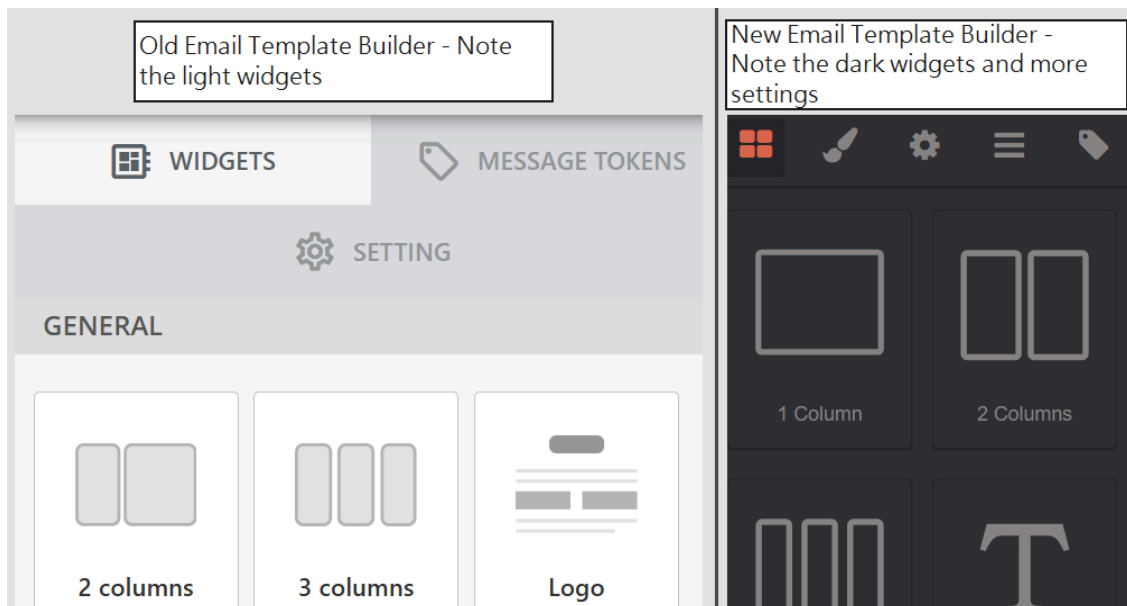 Old Email Template Builder - Note
the light widgets
WIDGETS
MESSAGE TOKENS
SETTING
GENERAL
2 columns
3 columns
Logo
New Email Template Builder -
Note the dark widgets and more
settings
1 Column
2 Columns